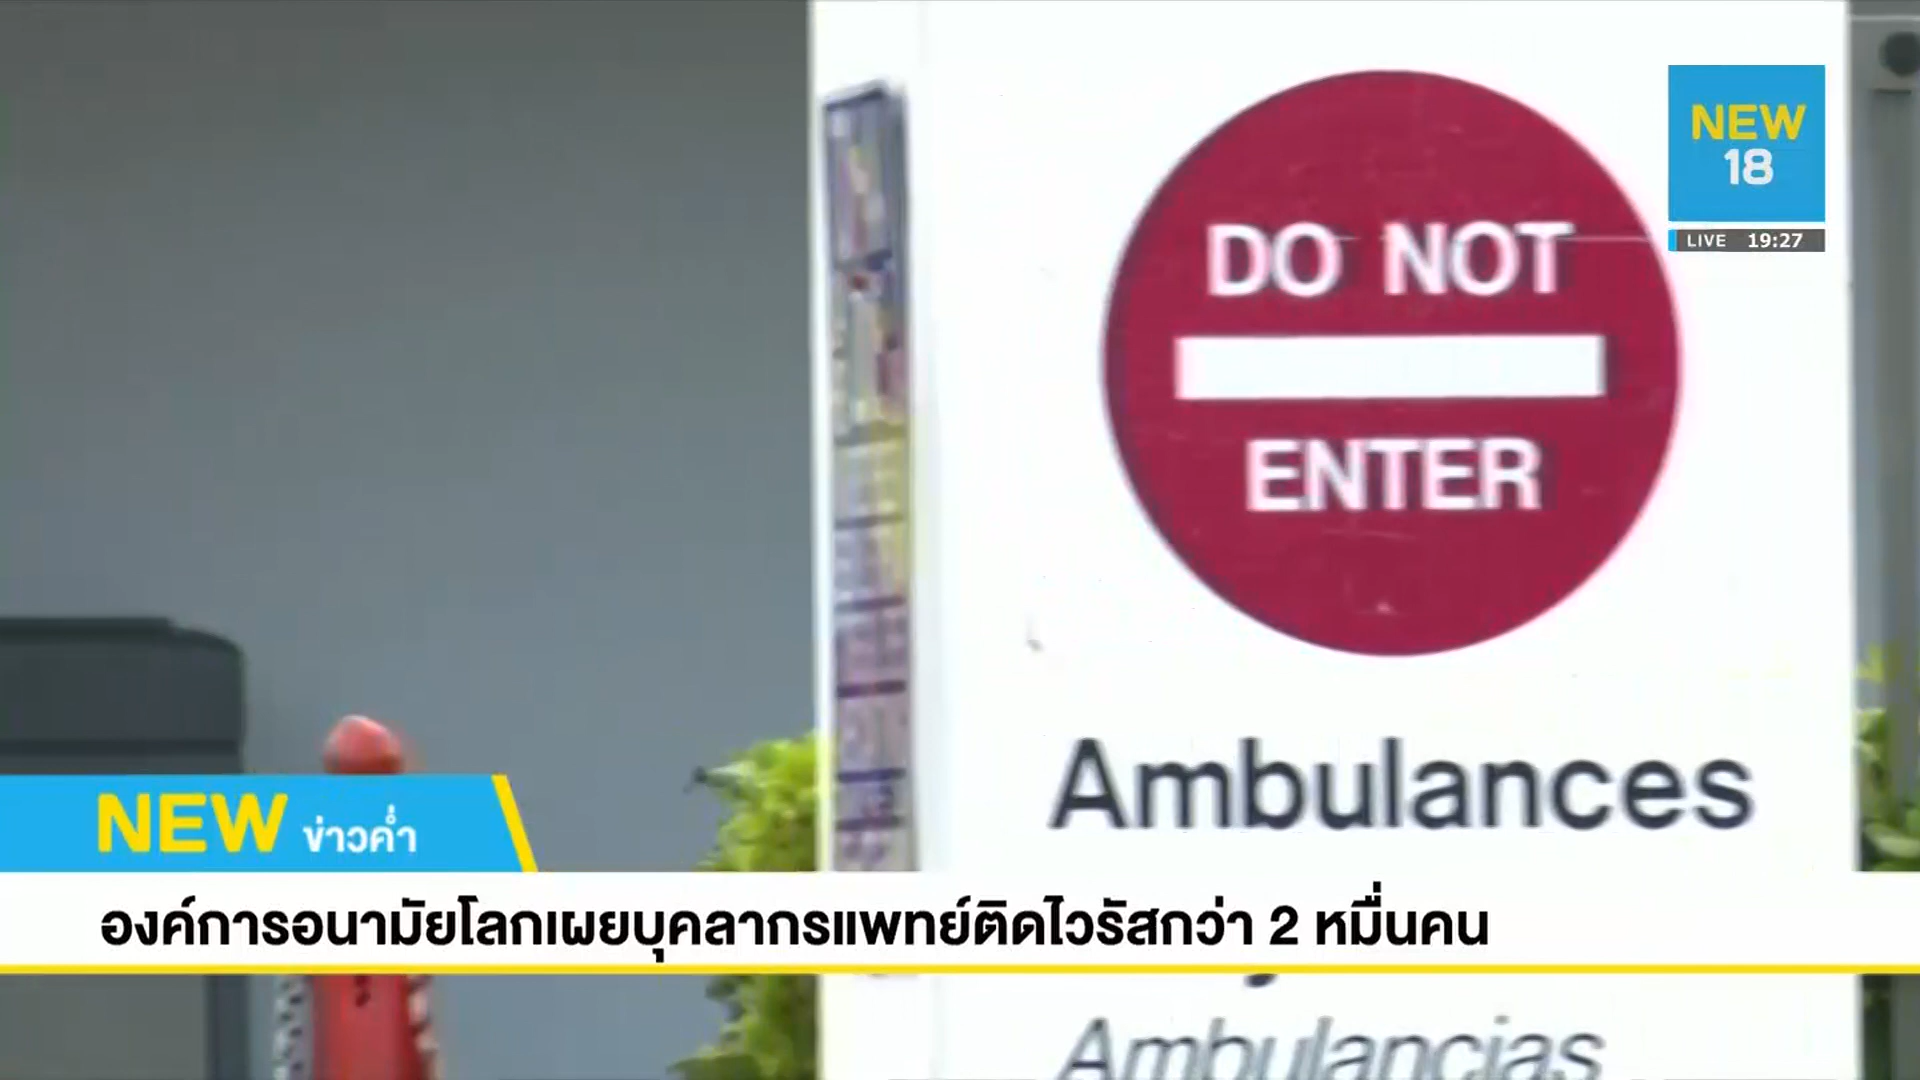 NEW
18
LIVE 19:27
DO NOT
ENTER
Ambulances
NEW ข่าวค่ำ
องค์การอนามัยโลกเผยบุคลากรแพทย์ติดไวรัสกว่า 2 หมื่นคน
Ambulancias